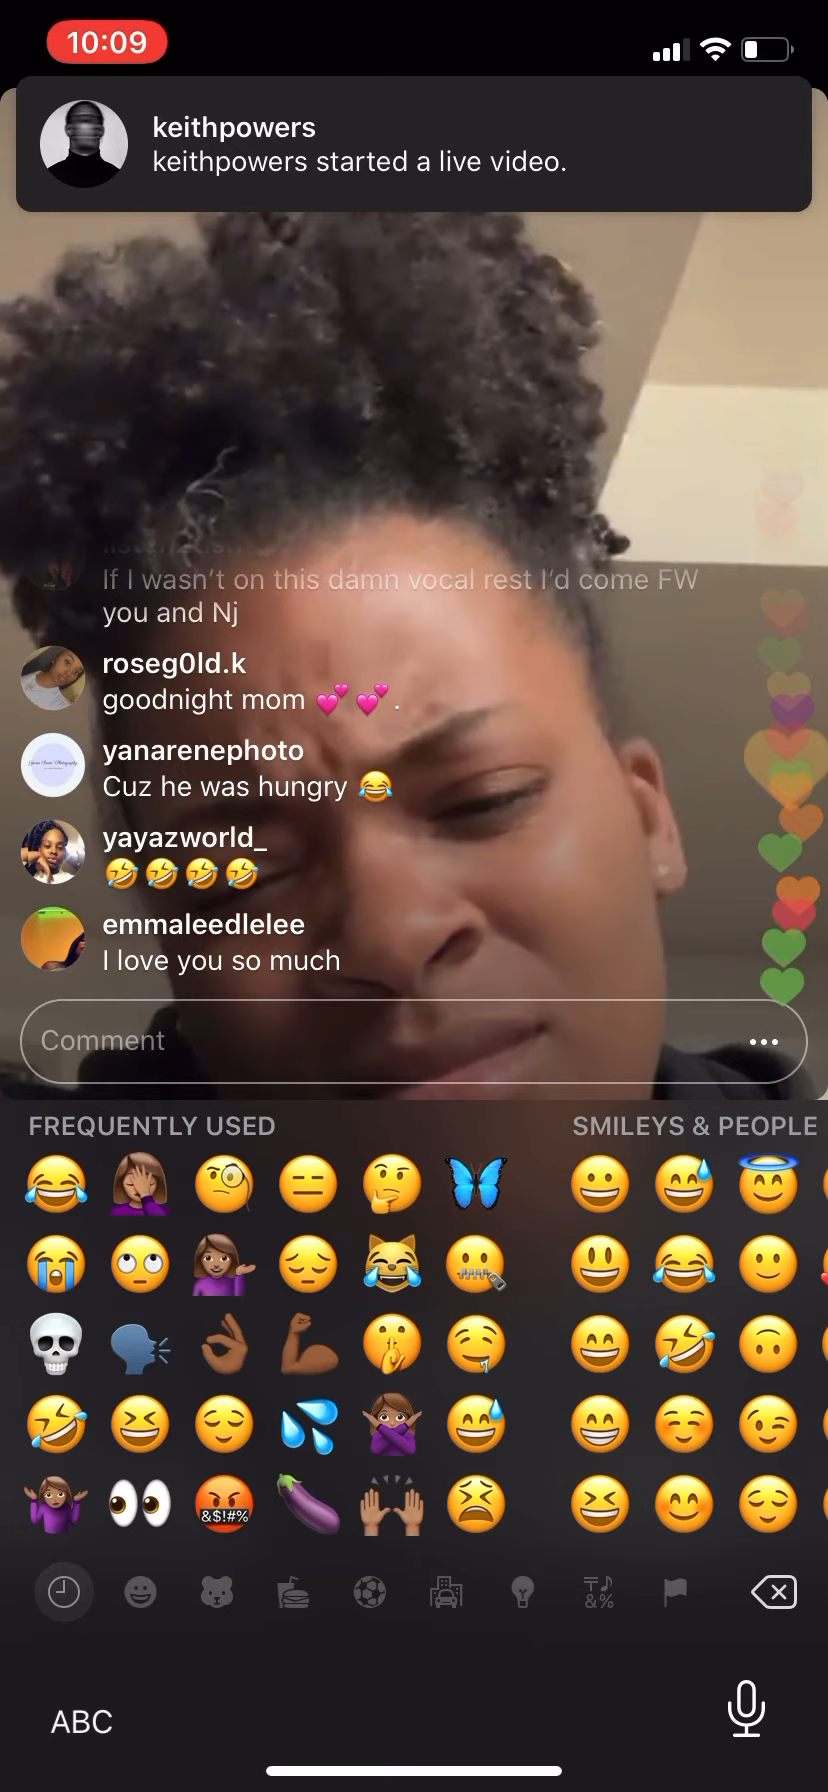 10:09
keithpowers
keithpowers started a live video.
If I wasn't on this damn vocal rest I'd come FW
you and Nj
roseg0ld.k
goodnight mom 💕 💕 .
yanarenephoto
Cuz he was hungry 😂
yayazworld_
🤣🤣🤣🤣
emmaleedlelee
I love you so much
Comment
FREQUENTLY USED
SMILEYS & PEOPLE
&$!#%
ABC